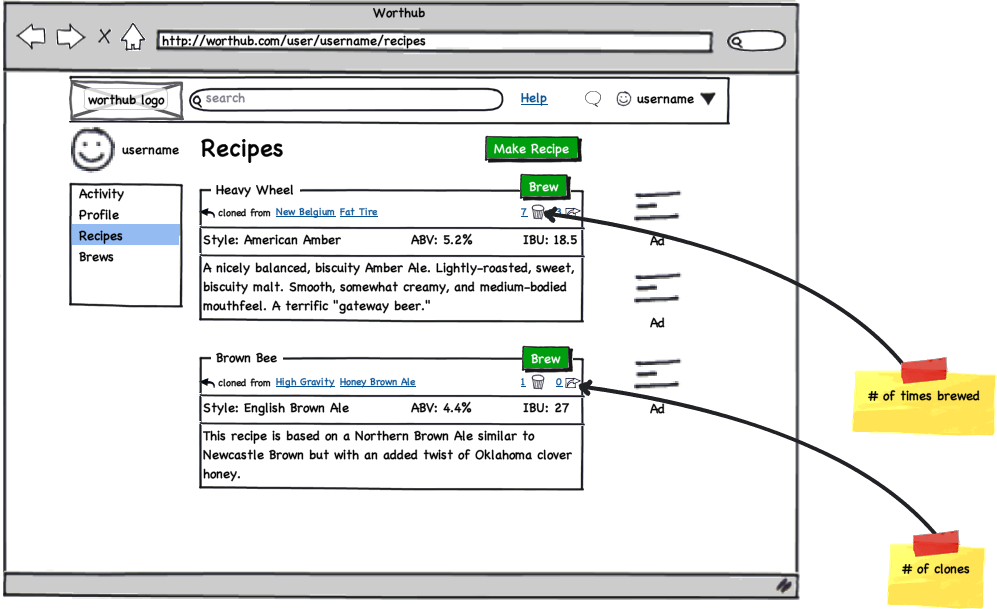 Worthub
http://worthub.com/user/username/recipes
worthub logo
search
Help
username
username
Recipes
Make Recipe
Activity
Profile
Recipes
Brews
Heavy Wheel
Brew
cloned from New Belgium Fat Tire
7
Style: American Amber ABV: 5.2% IBU: 18.5
A nicely balanced, biscuity Amber Ale. Lightly-roasted, sweet,
biscuity malt. Smooth, somewhat creamy, and medium-bodied
mouthfeel. A terrific "gateway beer."
Ad
Ad
Brown Bee
Brew
cloned from High Gravity Honey Brown Ale
1 0
Style: English Brown Ale ABV: 4.4% IBU: 27
This recipe is based on a Northern Brown Ale similar to
Newcastle Brown but with an added twist of Oklahoma clover
honey.
Ad
# of times brewed
# of clones